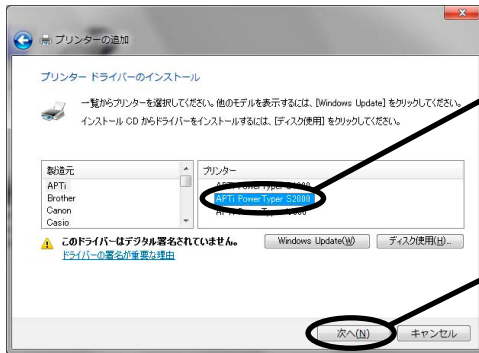 プリンターの追加
プリンター ドライバーのインストール
一覧からプリンターを選択してください。他のモデルを表示するには、[Windows Update] をクリックしてください。
インストール CD からドライバーをインストールするには、[ディスク使用] をクリックしてください。
製造元
APTi
Brother
Canon
Casio
プリンター
APTi PowerTyper S2000
このドライバーはデジタル署名されていません。
ドライバーの署名が重要な理由
Windows Update(W)
ディスク使用(H)...
次へ(N)
キャンセル